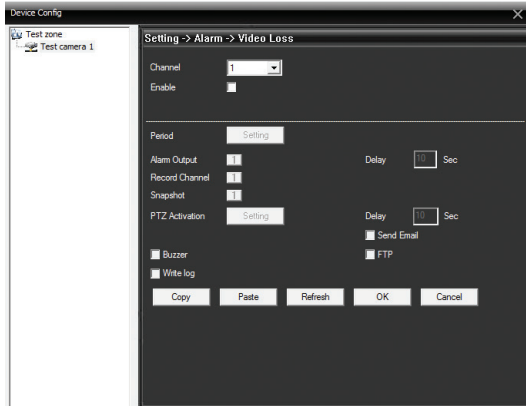 Device Config
Test zone
Test camera 1
Setting -> Alarm -> Video Loss
Channel 1
Enable
Period Setting
Alarm Output 1 Delay 10 Sec
Record Channel 1
Snapshot 1
PTZ Activation Setting Delay 10 Sec
Send Email
Buzzer FTP
Write log
Copy Paste Refresh OK Cancel